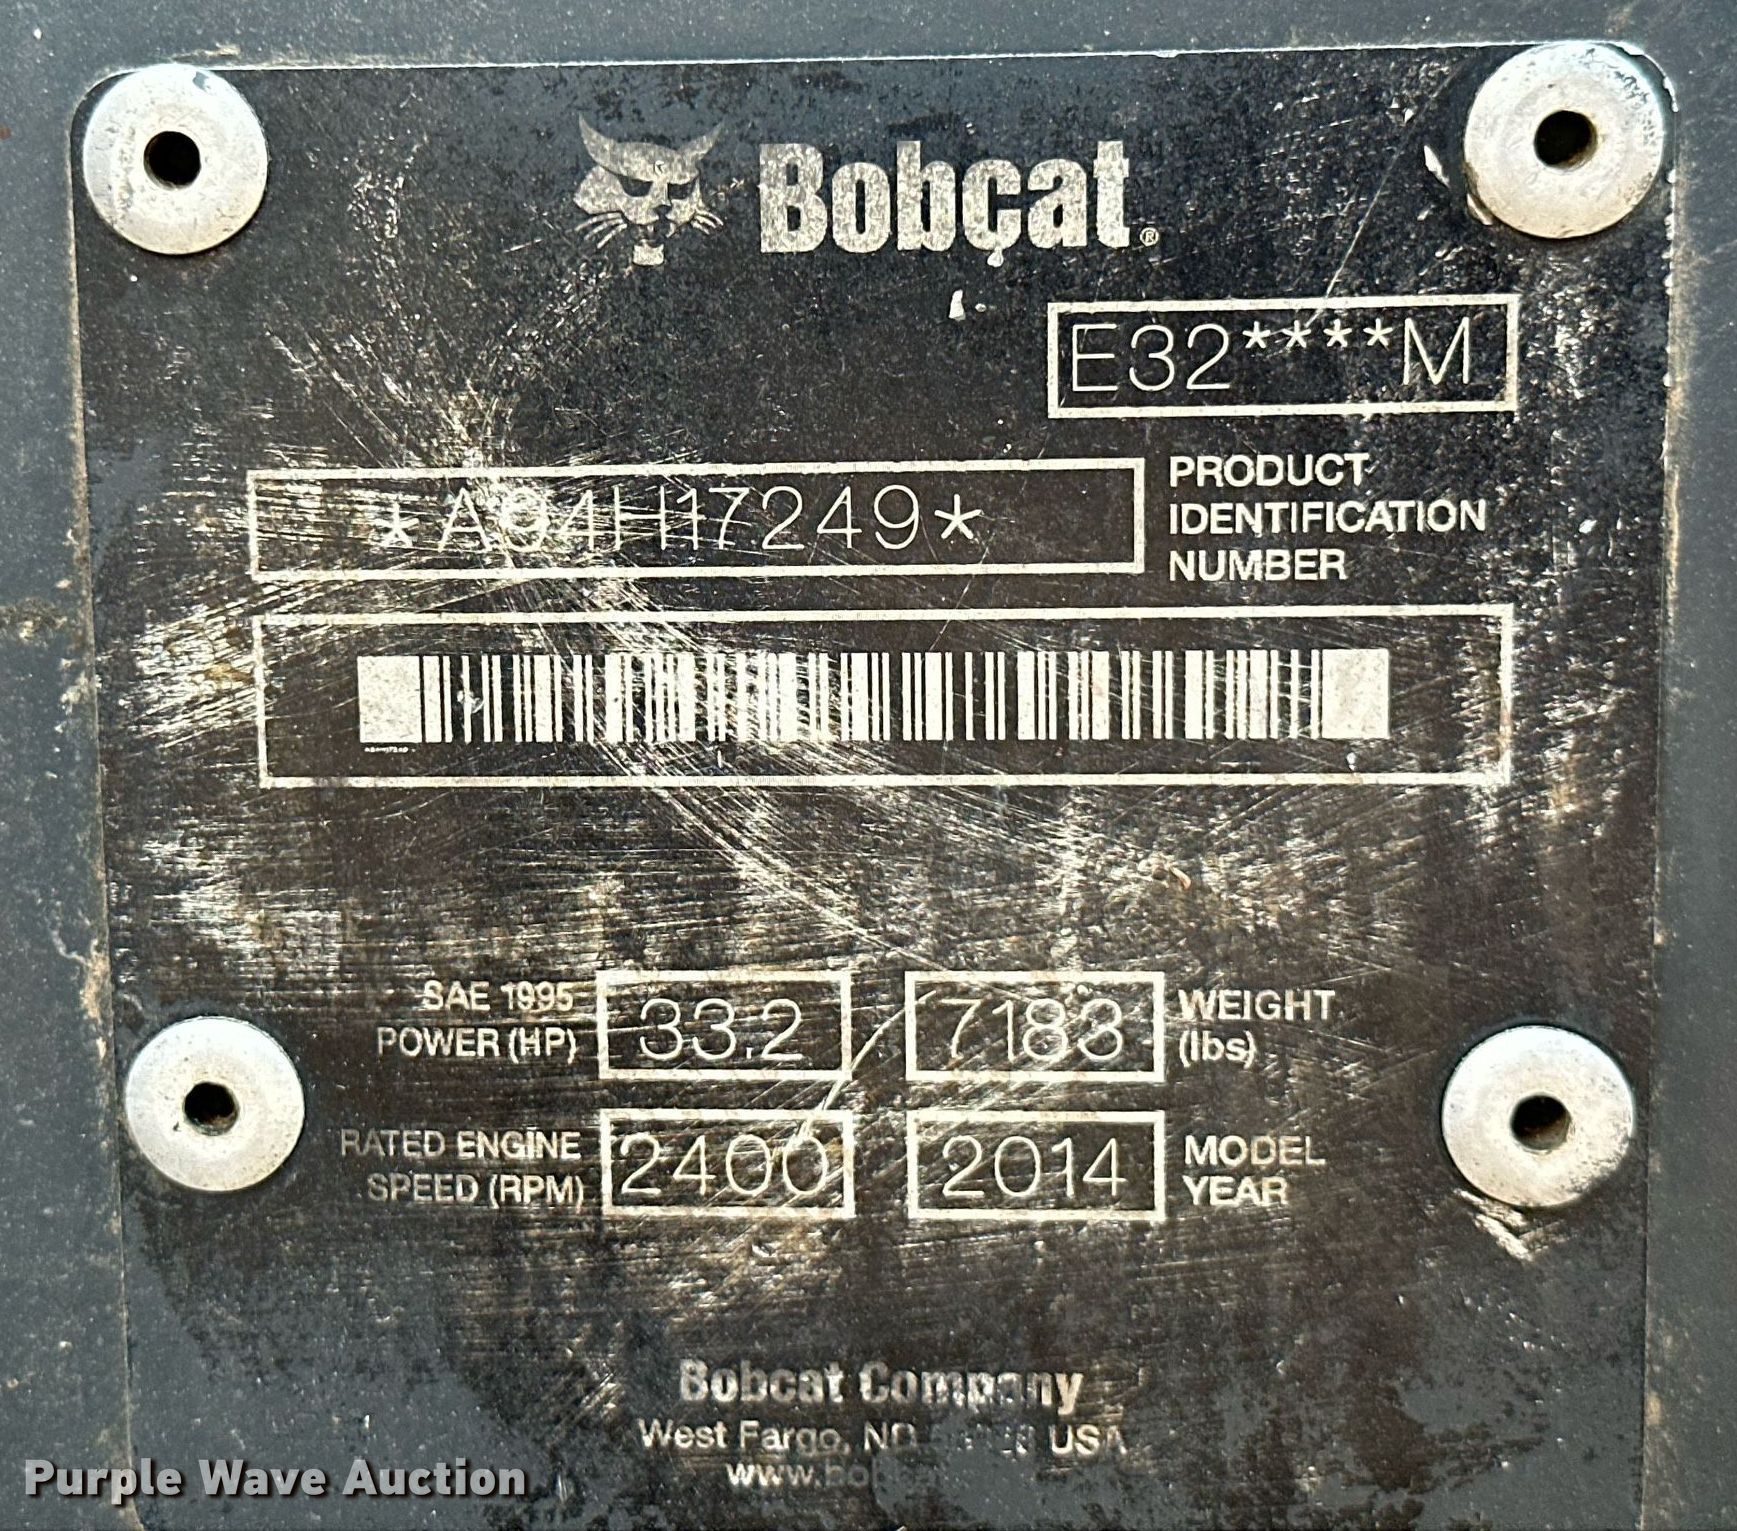 Bobcat®
E32****M
*A94H17249*
PRODUCT
IDENTIFICATION
NUMBER
SAE 1995
POWER (HP)
33.2
7183
WEIGHT
(lbs)
RATED ENGINE
SPEED (RPM)
2400
2014
MODEL
YEAR
Bobcat Company
West Fargo, ND USA
Purple Wave Auction